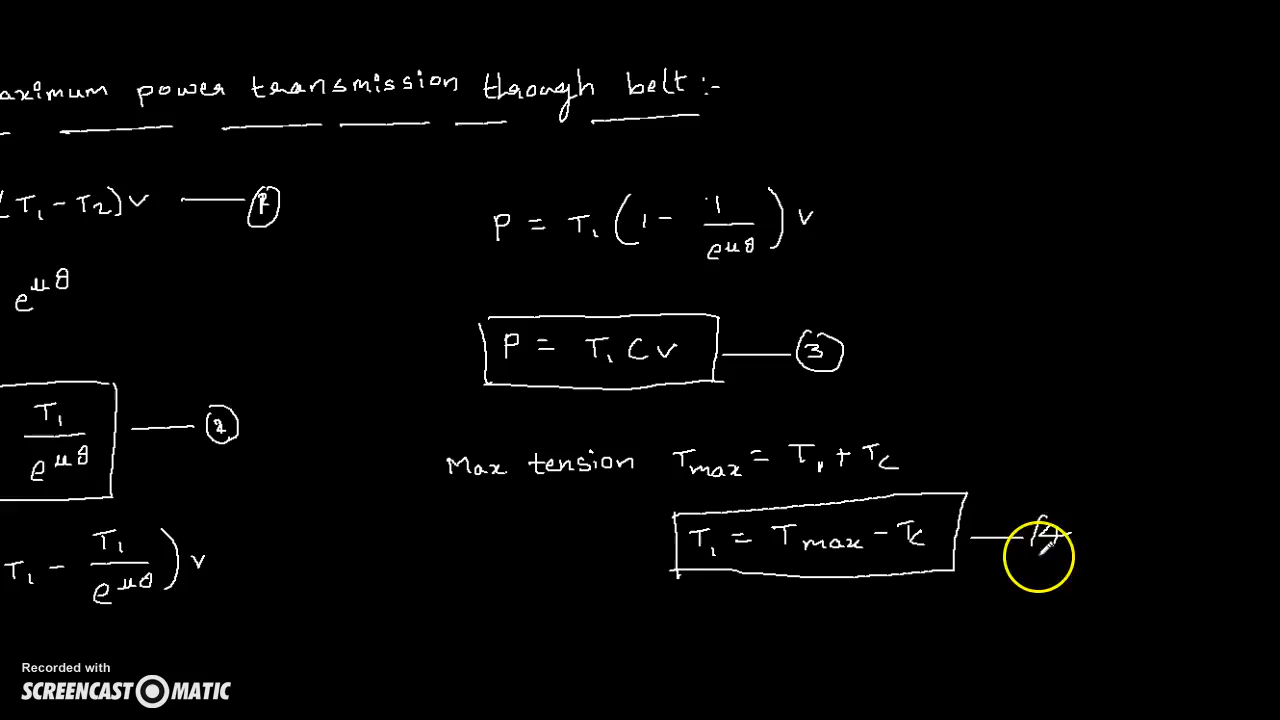 aximum power transmission through belt :-
(T₁ - T₂) v —— ①
e^μθ
T₁ / e^μθ —— ②
T₁ - T₁ / e^μθ ) v
P = T₁ ( 1 - 1 / e^μθ ) v
P = T₁ C v —— ③
Max tension Tmax = T₁ + Tc
T₁ = Tmax - Tc —— 4
Recorded with
SCREENCAST O MATIC